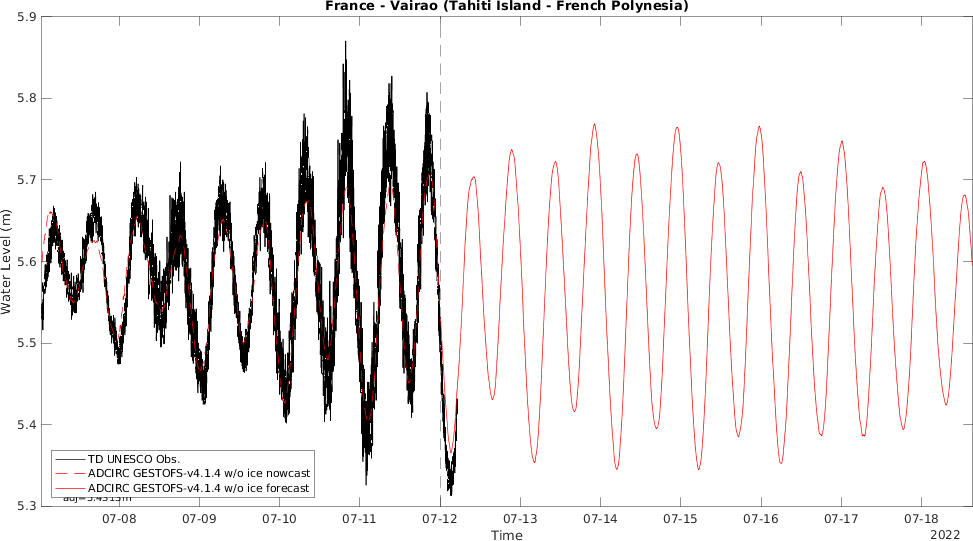 France - Vairao (Tahiti Island - French Polynesia)
5.9
5.8
5.7
5.6
5.5
5.4
5.3
Water Level (m)
TD UNESCO Obs.
ADCIRC GESTOFS-v4.1.4 w/o ice nowcast
ADCIRC GESTOFS-v4.1.4 w/o ice forecast
07-08 07-09 07-10 07-11 07-12 07-13 07-14 07-15 07-16 07-17 07-18
Time
2022